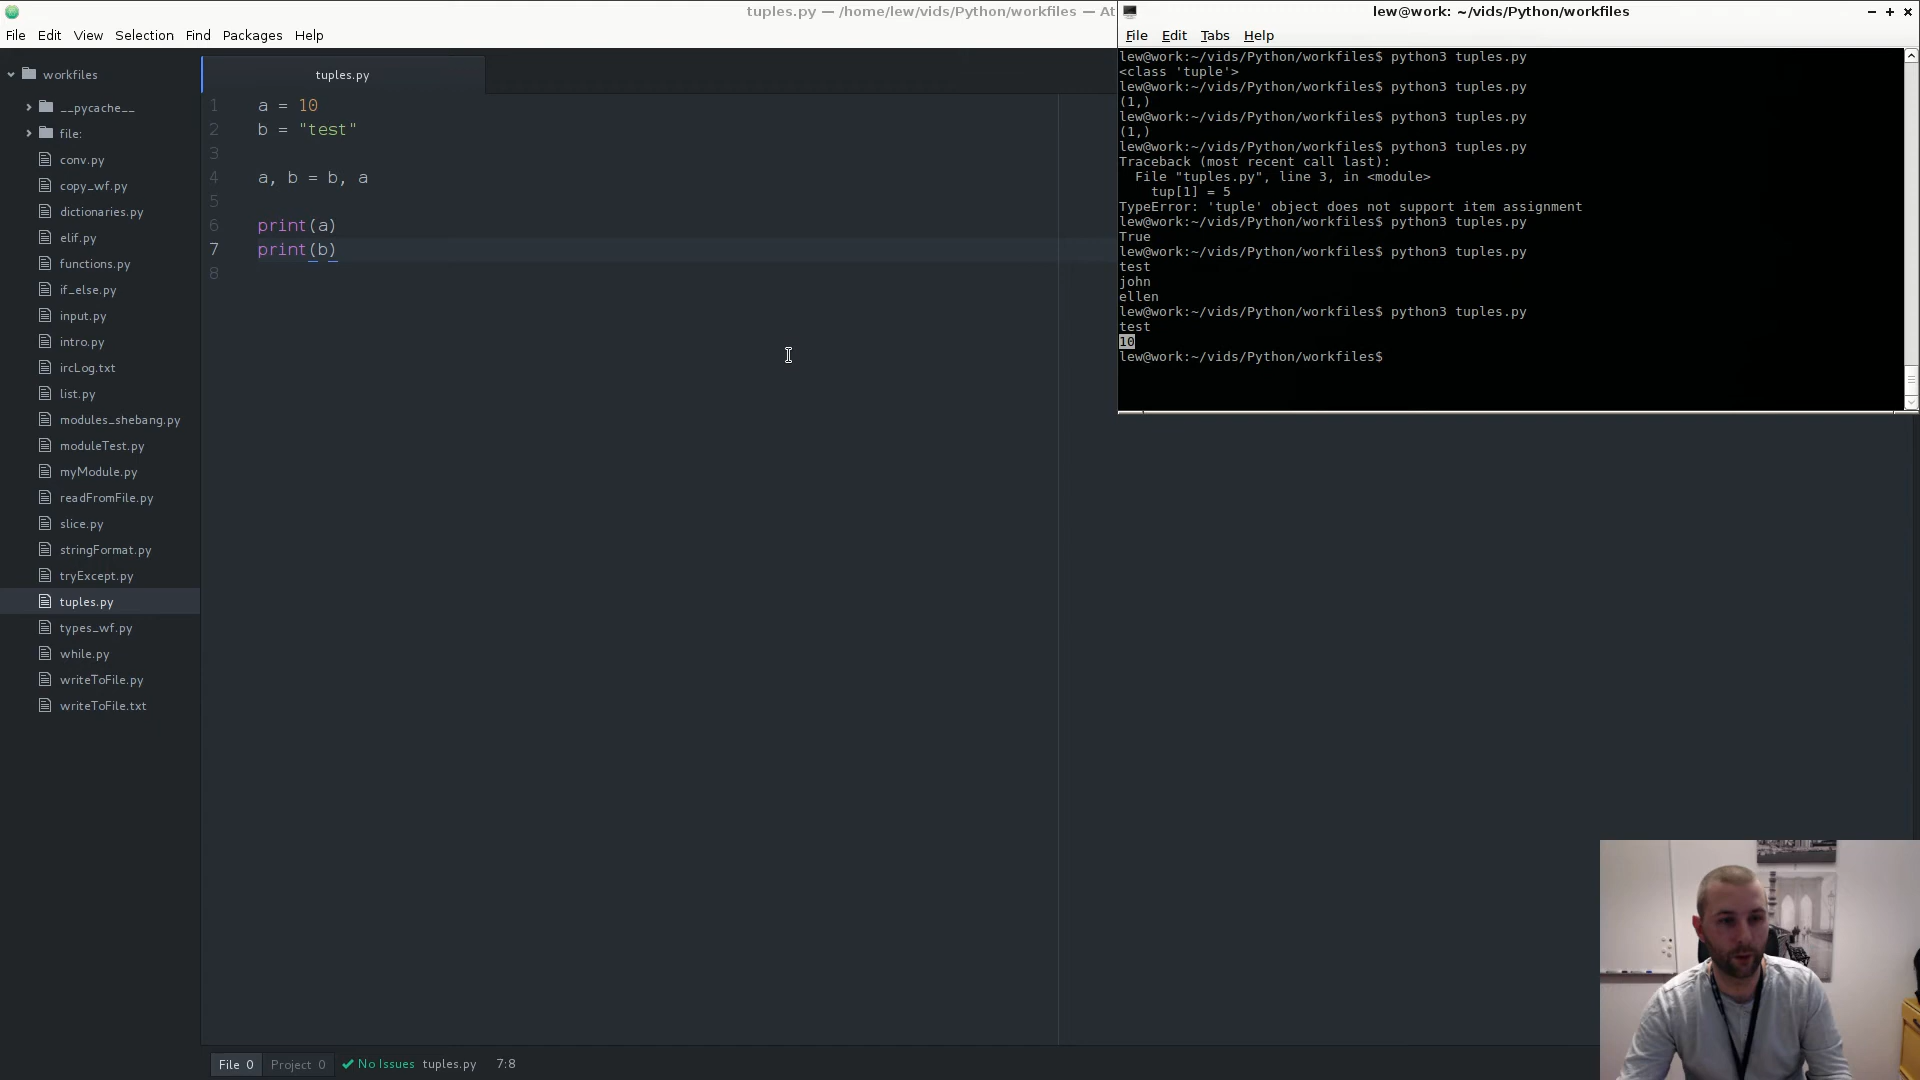 tuples.py — /home/lew/vids/Python/workfiles — At
File Edit View Selection Find Packages Help
workfiles
__pycache__
file:
conv.py
copy_wf.py
dictionaries.py
elif.py
functions.py
if_else.py
input.py
intro.py
ircLog.txt
list.py
modules_shebang.py
moduleTest.py
myModule.py
readFromFile.py
slice.py
stringFormat.py
tryExcept.py
tuples.py
types_wf.py
while.py
writeToFile.py
writeToFile.txt
tuples.py
1 a = 10
2 b = "test"
3
4 a, b = b, a
5
6 print(a)
7 print(b)
8
File 0 Project 0 No Issues tuples.py 7:8
lew@work: ~/vids/Python/workfiles
File Edit Tabs Help
lew@work:~/vids/Python/workfiles$ python3 tuples.py
<class 'tuple'>
lew@work:~/vids/Python/workfiles$ python3 tuples.py
(1,)
lew@work:~/vids/Python/workfiles$ python3 tuples.py
(1,)
lew@work:~/vids/Python/workfiles$ python3 tuples.py
Traceback (most recent call last):
  File "tuples.py", line 3, in <module>
    tup[1] = 5
TypeError: 'tuple' object does not support item assignment
lew@work:~/vids/Python/workfiles$ python3 tuples.py
True
lew@work:~/vids/Python/workfiles$ python3 tuples.py
test
john
ellen
lew@work:~/vids/Python/workfiles$ python3 tuples.py
test
10
lew@work:~/vids/Python/workfiles$